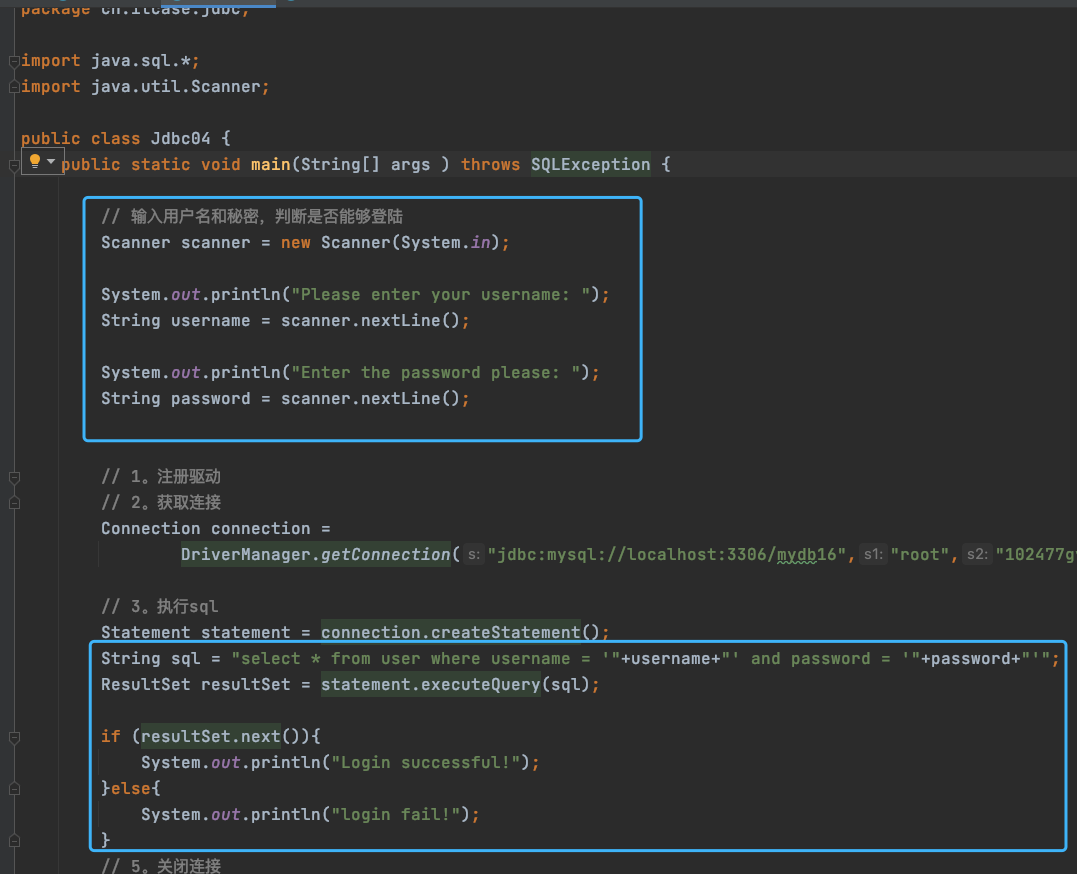 package cn.itcase.jdbc;
import java.sql.*;
import java.util.Scanner;
public class Jdbc04 {
public static void main(String[] args ) throws SQLException {
// 输入用户名和秘密，判断是否能够登陆
Scanner scanner = new Scanner(System.in);
System.out.println("Please enter your username: ");
String username = scanner.nextLine();
System.out.println("Enter the password please: ");
String password = scanner.nextLine();
// 1。注册驱动
// 2。获取连接
Connection connection =
DriverManager.getConnection( s: "jdbc:mysql://localhost:3306/mydb16", s1: "root", s2: "102477g
// 3。执行sql
Statement statement = connection.createStatement();
String sql = "select * from user where username = '"+username+"' and password = '"+password+"'";
ResultSet resultSet = statement.executeQuery(sql);
if (resultSet.next()){
System.out.println("Login successful!");
}else{
System.out.println("login fail!");
}
// 5。关闭连接